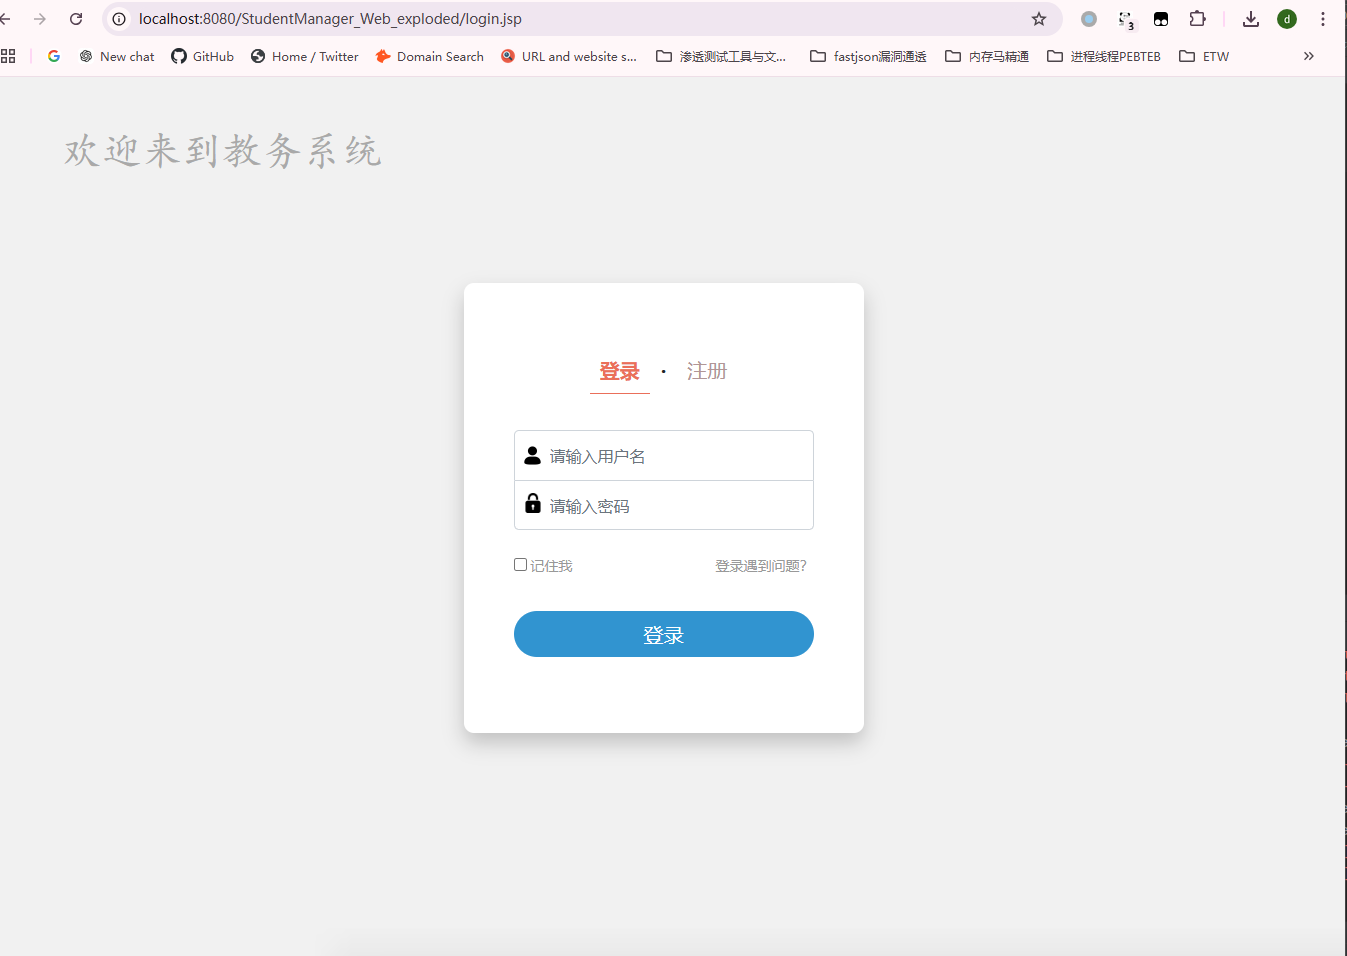 localhost:8080/StudentManager_Web_exploded/login.jsp
3
d
New chat
GitHub
Home / Twitter
Domain Search
URL and website s...
渗透测试工具与文...
fastjson漏洞通透
内存马精通
进程线程PEBTEB
ETW
欢迎来到教务系统
登录 · 注册
请输入用户名
请输入密码
记住我 登录遇到问题?
登录